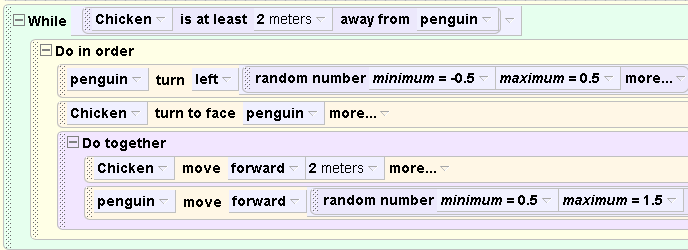 While Chicken is at least 2 meters away from penguin
Do in order
penguin turn left random number minimum = -0.5 maximum = 0.5 more...
Chicken turn to face penguin more...
Do together
Chicken move forward 2 meters more...
penguin move forward random number minimum = 0.5 maximum = 1.5